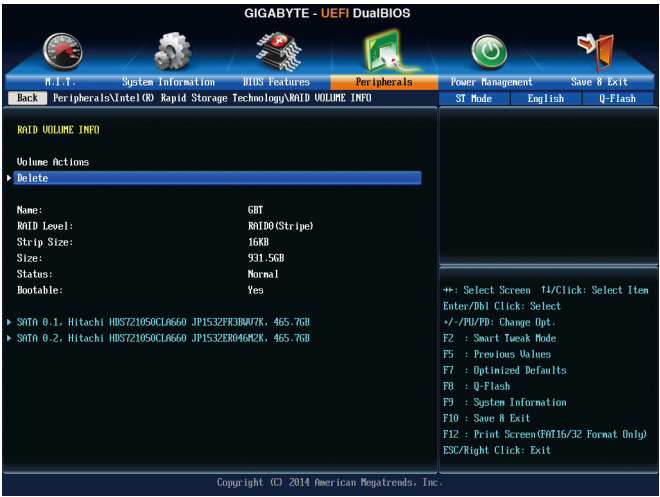 GIGABYTE - UEFI DualBIOS
M.I.T. System Information BIOS Features Peripherals Power Management Save & Exit
Back Peripherals\Intel(R) Rapid Storage Technology\RAID VOLUME INFO ST Mode English Q-Flash
RAID VOLUME INFO
Volume Actions
Delete
Name: GBT
RAID Level: RAID0(Stripe)
Strip Size: 16KB
Size: 931.5GB
Status: Normal
Bootable: Yes
SATA 0.1, Hitachi HDS721050CLA660 JP1532FR3BWU7K, 465.7GB
SATA 0.2, Hitachi HDS721050CLA660 JP1532ER046M2K, 465.7GB
→←: Select Screen ↑↓/Click: Select Item
Enter/Dbl Click: Select
+/-/PU/PD: Change Opt.
F2 : Smart Tweak Mode
F5 : Previous Values
F7 : Optimized Defaults
F8 : Q-Flash
F9 : System Information
F10 : Save & Exit
F12 : Print Screen(FAT16/32 Format Only)
ESC/Right Click: Exit
Copyright (C) 2014 American Megatrends, Inc.